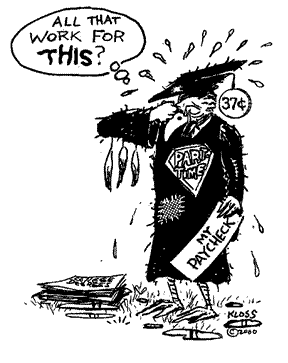 ALL THAT
WORK FOR
THIS?
37¢
PART-
TIME
MY
PAYCHECK
KLOSS
©2000